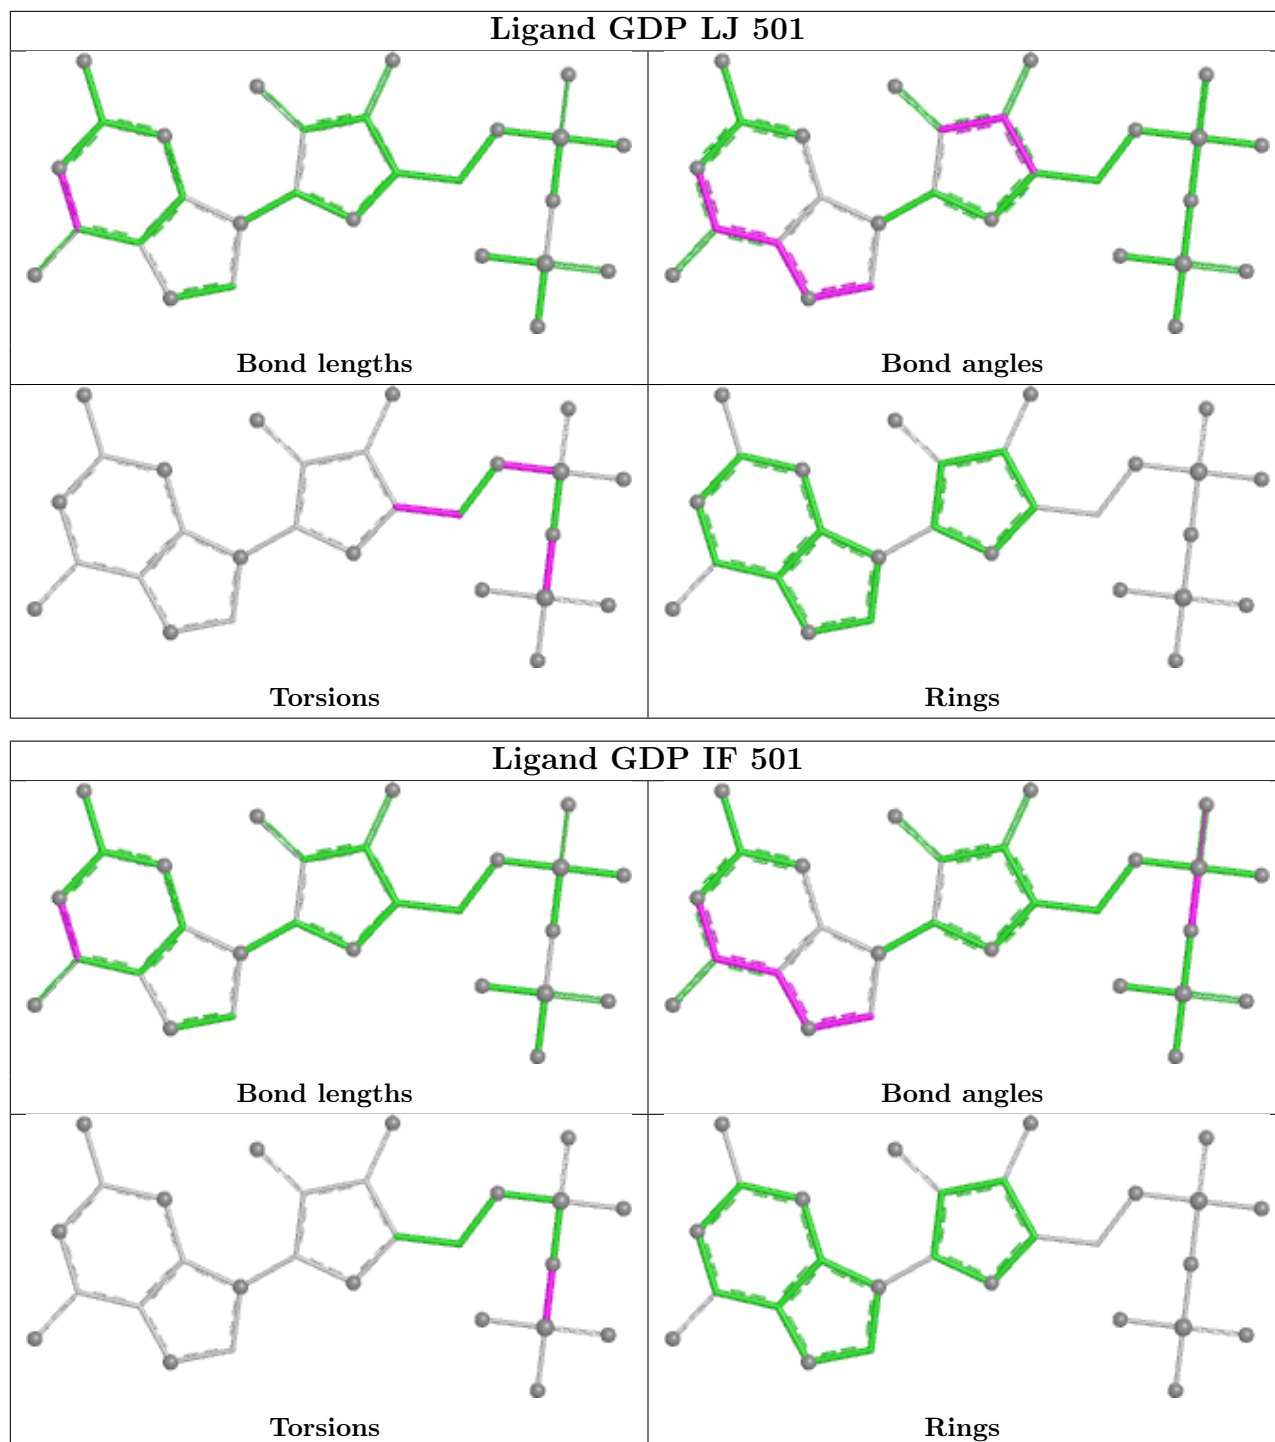 Ligand GDP LJ 501
Bond lengths
Bond angles
Torsions
Rings
Ligand GDP IF 501
Bond lengths
Bond angles
Torsions
Rings